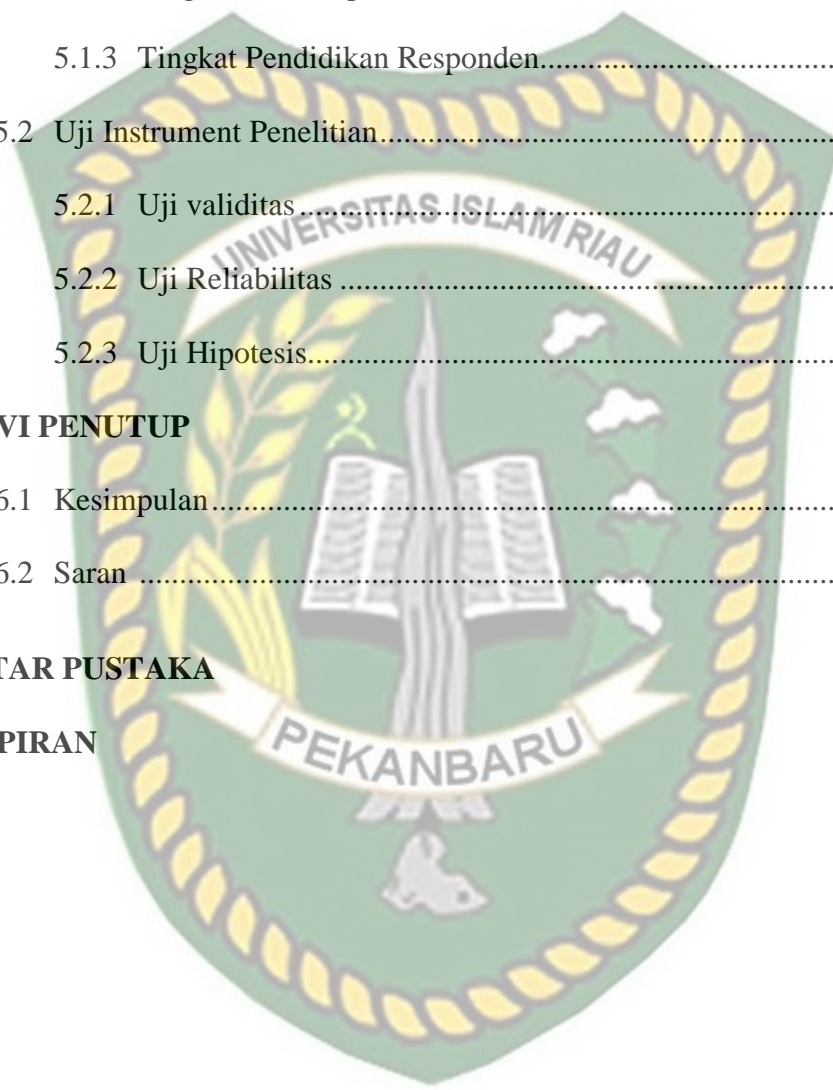 5.1.3 Tingkat Pendidikan Responden........................................
5.2 Uji Instrument Penelitian........................................................
5.2.1 Uji validitas.................................................................
UNIVERSITAS ISLAM RIAU
5.2.2 Uji Reliabilitas ............................................................
5.2.3 Uji Hipotesis................................................................
VI PENUTUP
6.1 Kesimpulan...........................................................................
6.2 Saran ....................................................................................
TAR PUSTAKA
PIRAN
PEKANBARU